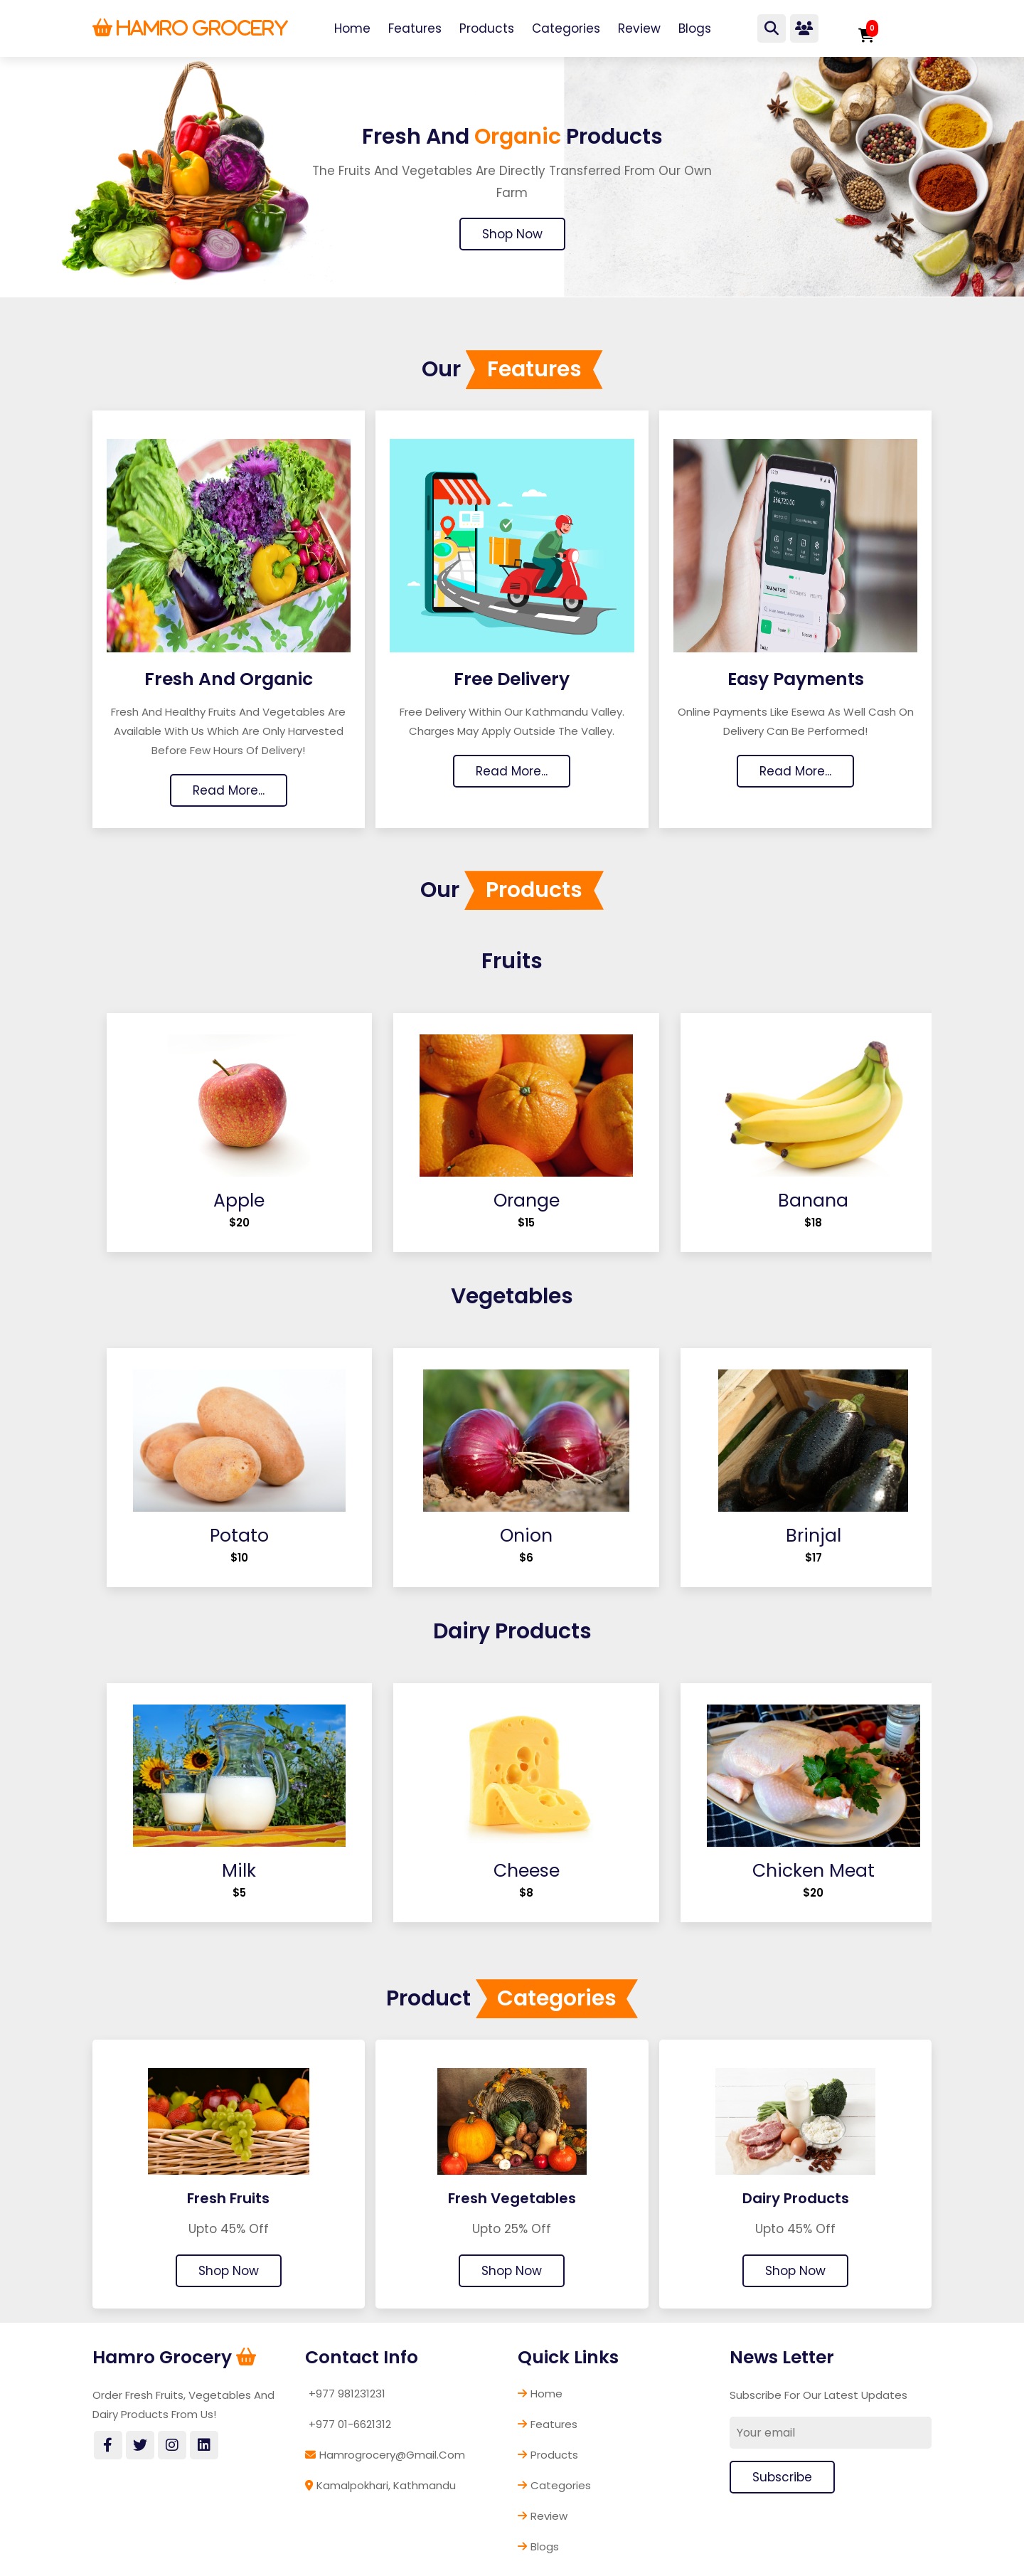 HAMRO GROCERY
Home Features Products Categories Review Blogs
0
Fresh And Organic Products
The Fruits And Vegetables Are Directly Transferred From Our Own
Farm
Shop Now
Our Features
Fresh And Organic
Fresh And Healthy Fruits And Vegetables Are
Available With Us Which Are Only Harvested
Before Few Hours Of Delivery!
Read More...
Free Delivery
Free Delivery Within Our Kathmandu Valley.
Charges May Apply Outside The Valley.
Read More...
Easy Payments
Online Payments Like Esewa As Well Cash On
Delivery Can Be Performed!
Read More...
Our Products
Fruits
Apple
$20
Orange
$15
Banana
$18
Vegetables
Potato
$10
Onion
$6
Brinjal
$17
Dairy Products
Milk
$5
Cheese
$8
Chicken Meat
$20
Product Categories
Fresh Fruits
Upto 45% Off
Shop Now
Fresh Vegetables
Upto 25% Off
Shop Now
Dairy Products
Upto 45% Off
Shop Now
Hamro Grocery
Order Fresh Fruits, Vegetables And
Dairy Products From Us!
Contact Info
+977 981231231
+977 01-6621312
Hamrogrocery@Gmail.Com
Kamalpokhari, Kathmandu
Quick Links
Home
Features
Products
Categories
Review
Blogs
News Letter
Subscribe For Our Latest Updates
Your email
Subscribe